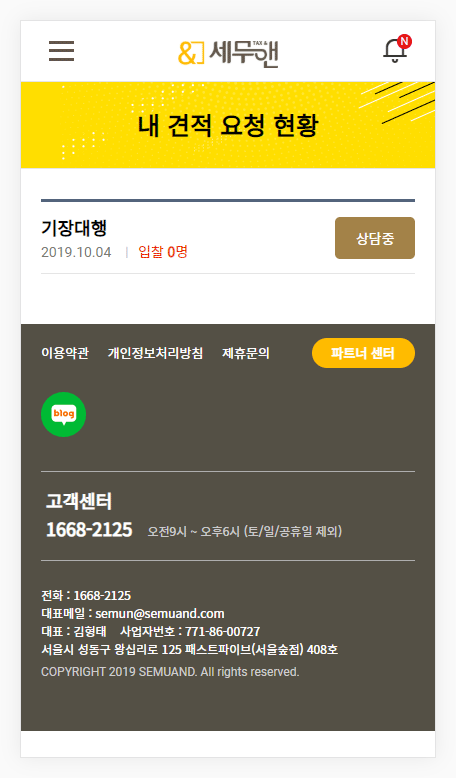 & 세무앤 TAX &
N
내 견적 요청 현황
기장대행
2019.10.04 | 입찰 0명
상담중
이용약관 개인정보처리방침 제휴문의 파트너 센터
blog
고객센터
1668-2125 오전9시 ~ 오후6시 (토/일/공휴일 제외)
전화 : 1668-2125
대표메일 : semun@semuand.com
대표 : 김형태 사업자번호 : 771-86-00727
서울시 성동구 왕십리로 125 패스트파이브(서울숲점) 408호
COPYRIGHT 2019 SEMUAND. All rights reserved.